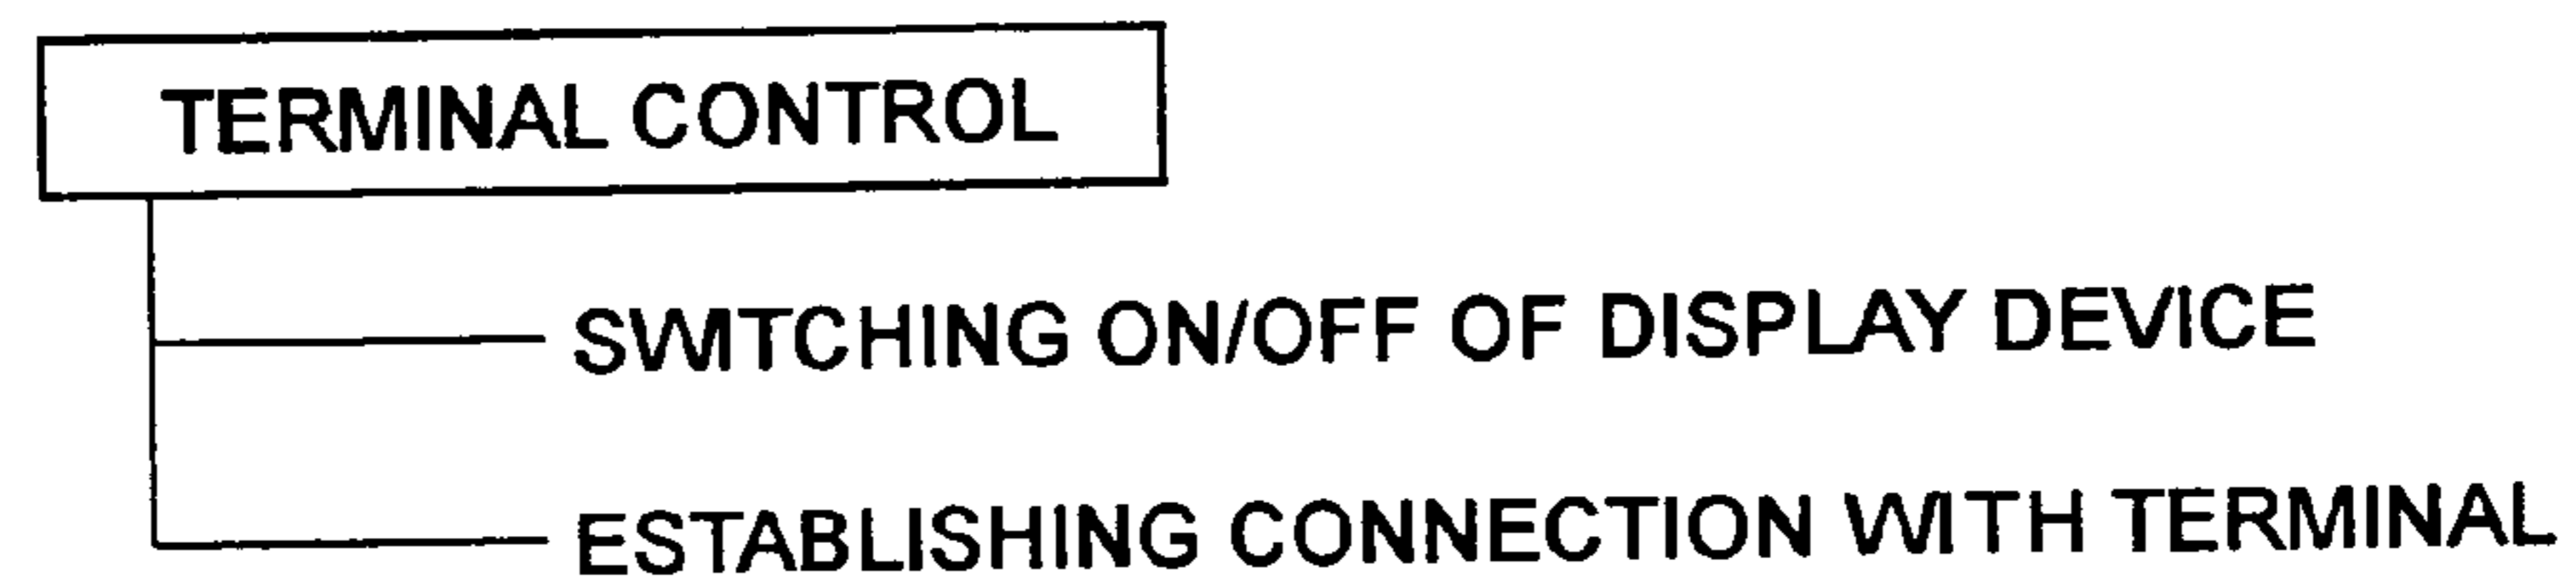 TERMINAL CONTROL
SWITCHING ON/OFF OF DISPLAY DEVICE
ESTABLISHING CONNECTION WITH TERMINAL